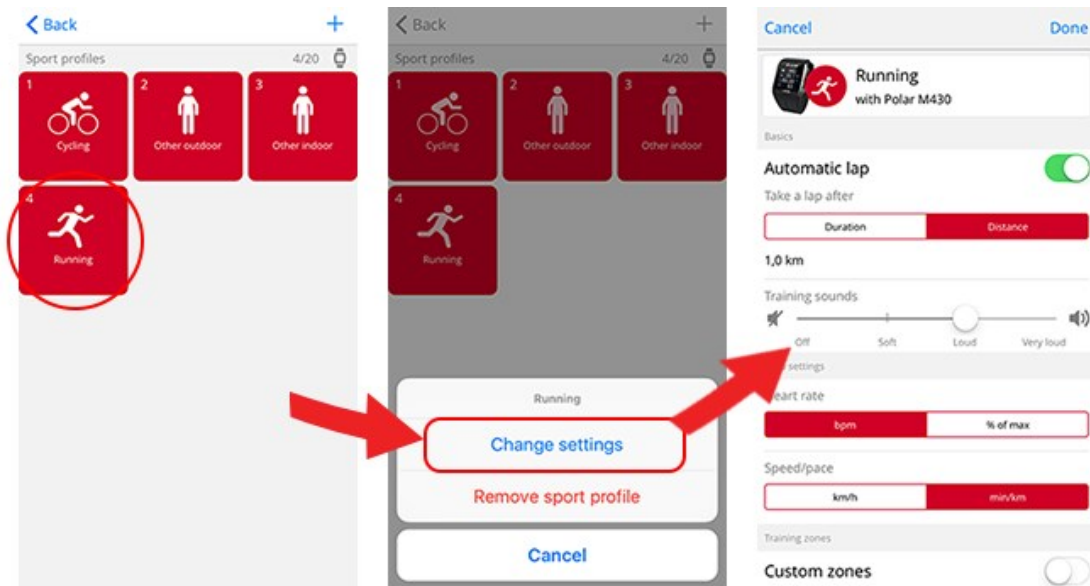 Back
Sport profiles 4/20
1
Cycling
2
Other outdoor
3
Other indoor
4
Running
Back
Sport profiles 4/20
1
Cycling
2
Other outdoor
3
Other indoor
4
Running
Running
Change settings
Remove sport profile
Cancel
Cancel Done
Running
with Polar M430
Basics
Automatic lap
Take a lap after
Duration Distance
1,0 km
Training sounds
Off Soft Loud Very loud
settings
Heart rate
bpm % of max
Speed/pace
km/h min/km
Training zones
Custom zones